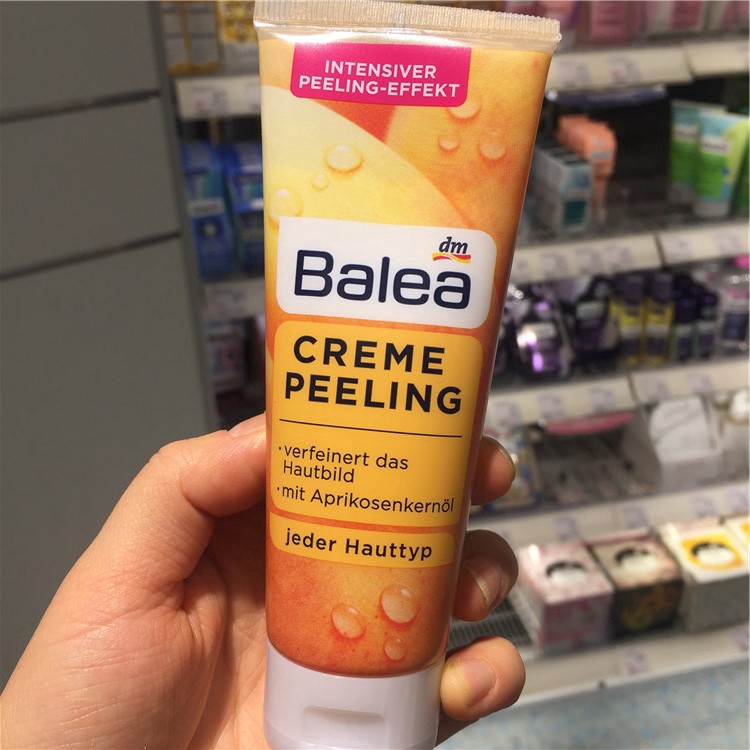 INTENSIVER
PEELING-EFFEKT
dm
Balea
CREME
PEELING
· verfeinert das
Hautbild
· mit Aprikosenkernöl
jeder Hauttyp